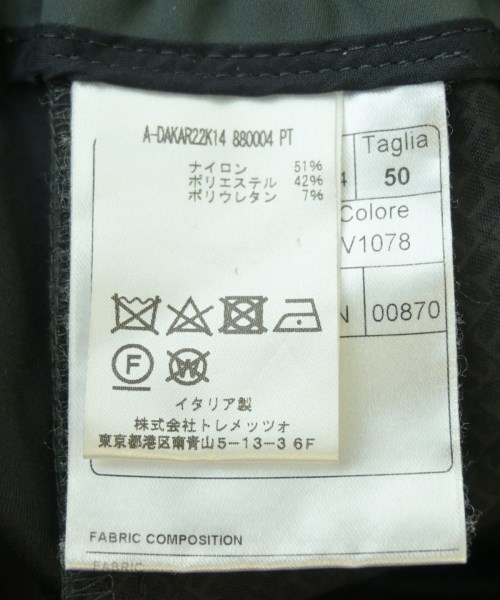 A-DAKAR22K14 880004 PT
ナイロン 51%
ポリエステル 42%
ポリウレタン 7%
イタリア製
株式会社トレメッツォ
東京都港区南青山5-13-3 6F
Taglia
4 50
Colore
V1078
N 00870
FABRIC COMPOSITION
FABRIC